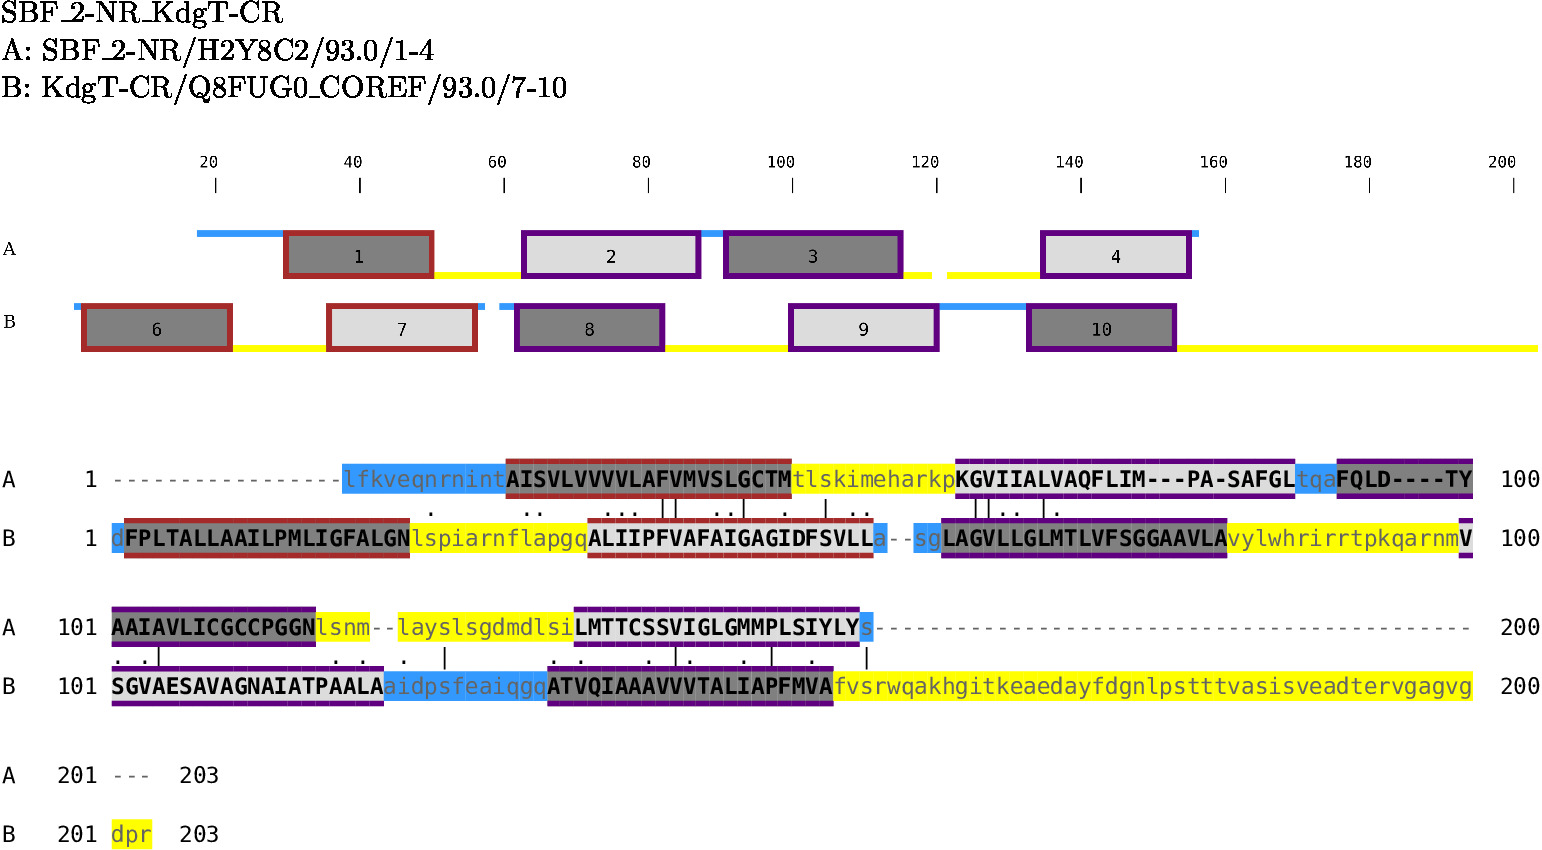 SBF_2-NR_KdgT-CR
A: SBF_2-NR/H2Y8C2/93.0/1-4
B: KdgT-CR/Q8FUG0_COREF/93.0/7-10
20 40 60 80 100 120 140 160 180 200
A 1 2 3 4
B 6 7 8 9 10
A 1 -----------------lfkveqnrnintAISVLVVVVLAFVMVSLGCTMtlskimeharkpKGVIIALVAQFLIM---PA-SAFGLtqaFQLD----TY 100
. .. ... || ..| . | .. ||.. |.
B 1 dFPLTALLAAILPMLIGFALGNlspiarnflapgqALIIPFVAFAIGAGIDFSVLLa--sgLAGVLLGLMTLVFSGGAAVLAvylwhrirrtpkqarnmV 100
A 101 AAIAVLICGCCPGGNlsnm--layslsgdmdlsiLMTTCSSVIGLGMMPLSIYLYs-------------------------------------------- 200
. .| . . . | . . . |. . | . |
B 101 SGVAESAVAGNAIATPAALAaidpsfeaiqgqATVQIAAAVVVTALIAPFMVAfvsrwqakhgitkeaedayfdgnlpstttvasisveadtervgagvg 200
A 201 --- 203
B 201 dpr 203